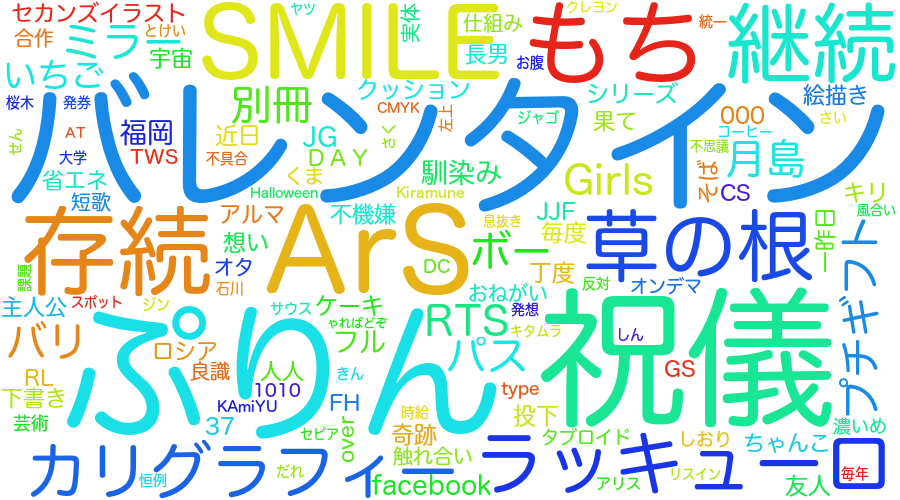 セカンズイラスト
とけい
ヤツ
SMILE
実体
仕組み
クレヨン
統一
もち
継続
合作
ミラー
宇宙
長男
お腹
いちご
別冊
クッション
シリーズ
絵描き
バレンタイン
桜木
発券
福岡
近日
JG
CMYK
左上
ジャゴ
果て
000
コーヒー
さい
せん
AT
大学
TWS
不具合
DAY
さく
馴染み
Girls
そば
不思議
月島
省エネ
短歌
くま
Halloween
Kiramune
CS
キリ
風合い
存続
アルマ
不機嫌
ArS
息抜き
JJF
毎度
草の根
一昨日
想い
ボー
オタ
DC
丁度
課題
石川
反対
オンデマ
プチギフト
主人公
スポット
ジン
サウス
ケーキ
おねがい
発想
ゃればどぞ
バリ
ぷりん
フル
RTS
キタムラ
祝儀
しん
ロシア
パス
良識
人人
きん
GS
RL
1010
type
下書き
KAmiYU
FH
時給
投下
芸術
37
セピア
over
奇跡
タブロイド
しおり
ちゃんこ
濃いめ
カリグラフィー
触れ合い
ラッキューロ
恒例
だれ
facebook
アリス
リスイン
友人
毎年